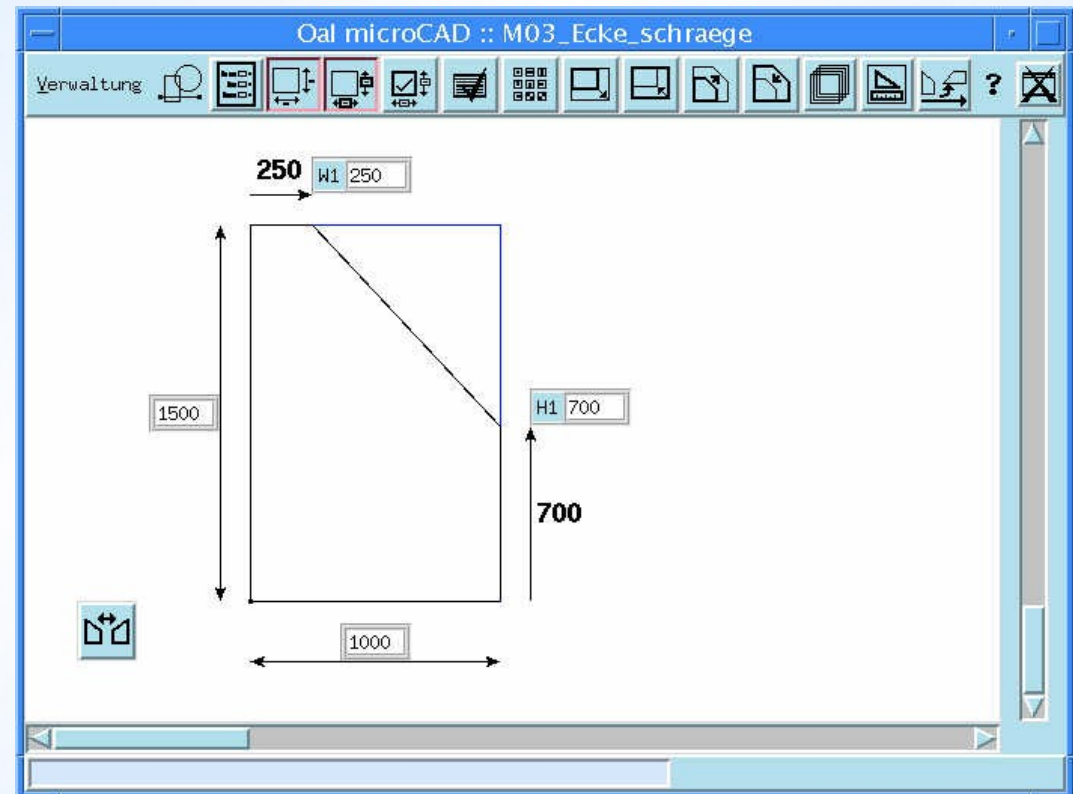 Oal microCAD :: M03_Ecke_schraege
Verwaltung ?
250 W1 250
1500
H1 700
700
1000